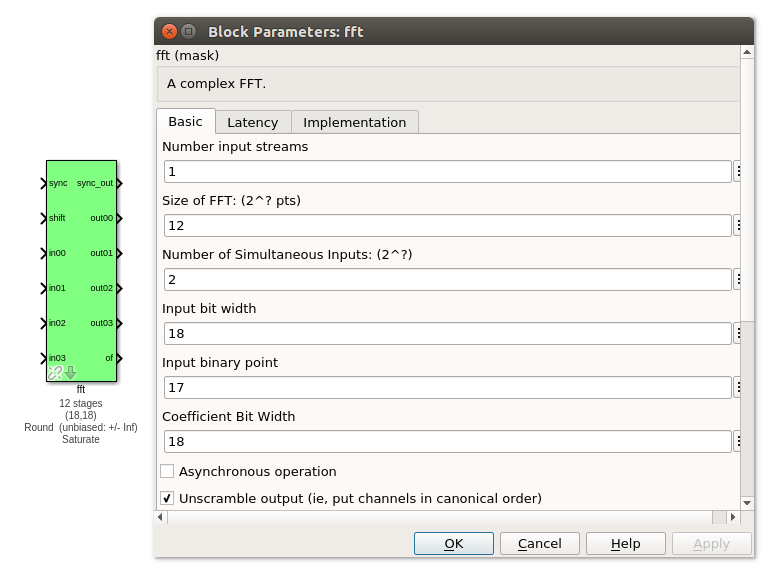 Block Parameters: fft
fft (mask)
A complex FFT.
Basic
Latency
Implementation
Number input streams
1
Size of FFT: (2^? pts)
12
Number of Simultaneous Inputs: (2^?)
2
Input bit width
18
Input binary point
17
Coefficient Bit Width
18
Asynchronous operation
Unscramble output (ie, put channels in canonical order)
OK
Cancel
Help
Apply
sync sync_out
shift out00
in00 out01
in01 out02
in02 out03
in03 of
fft
12 stages
(18,18)
Round (unbiased: +/- Inf)
Saturate